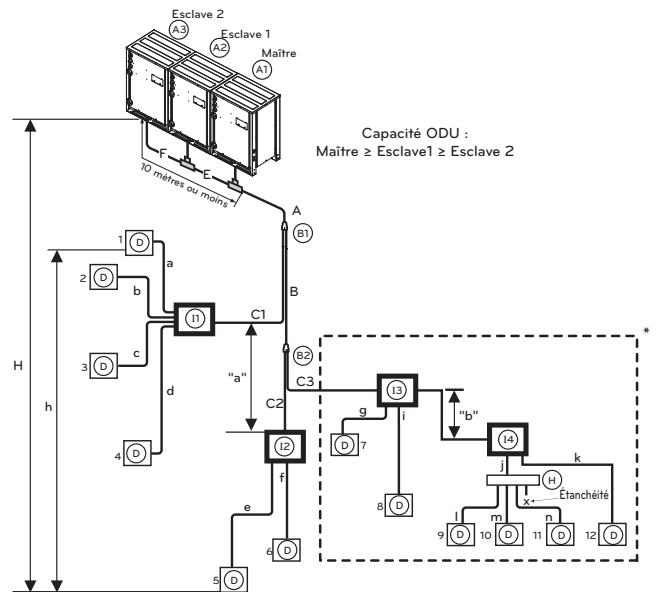 Esclave 2
A3
Esclave 1
A2
Maître
A1
Capacité ODU :
Maître ≥ Esclave1 ≥ Esclave 2
F
E
10 mètres ou moins
A
B1
1
D
a
2
D
b
I1
C1
B
*
H
h
3
D
c
d
"a"
B2
C3
I3
C2
g
i
"b"
4
D
I2
D
7
I4
j
k
f
H
e
8
D
x
Étanchéité
l
m
n
6
D
9
D
10
D
11
D
12
D
5
D